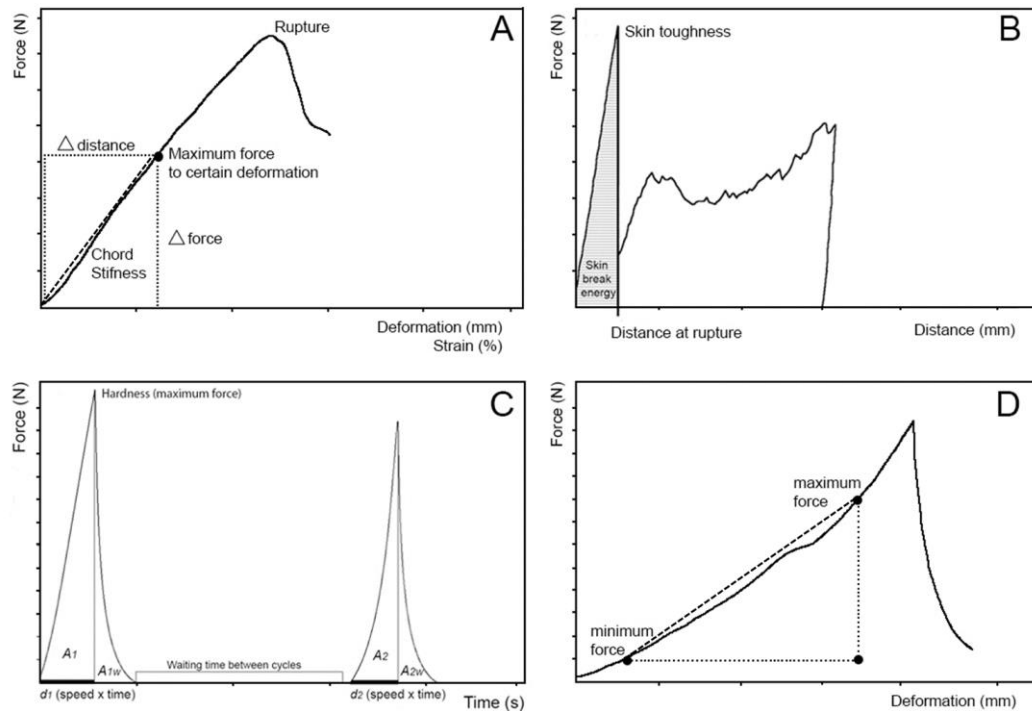 A
Force (N)
Rupture
△ distance
Maximum force
to certain deformation
△ force
Chord
Stifness
Deformation (mm)
Strain (%)
B
Force (N)
Skin toughness
Skin
break
energy
Distance at rupture
Distance (mm)
C
Force (N)
Hardness (maximum force)
A1
A1w
Waiting time between cycles
A2
A2w
d1 (speed x time)
d2 (speed x time)
Time (s)
D
Force (N)
maximum
force
minimum
force
Deformation (mm)